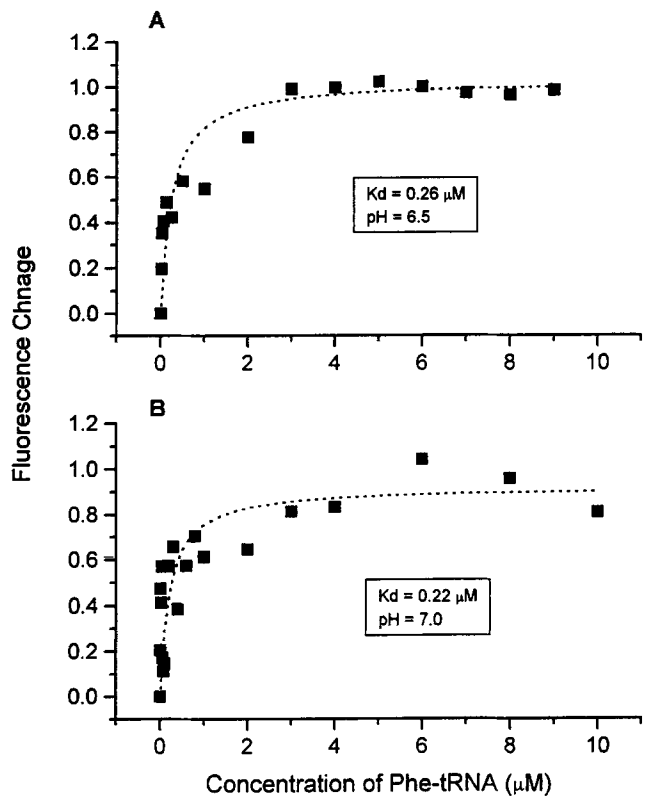 A
1.2
1.0
0.8
0.6
0.4
0.2
0.0
Kd = 0.26 μM
pH = 6.5
0 2 4 6 8 10
B
1.2
1.0
0.8
0.6
0.4
0.2
0.0
Kd = 0.22 μM
pH = 7.0
0 2 4 6 8 10
Fluorescence Chnage
Concentration of Phe-tRNA (μM)